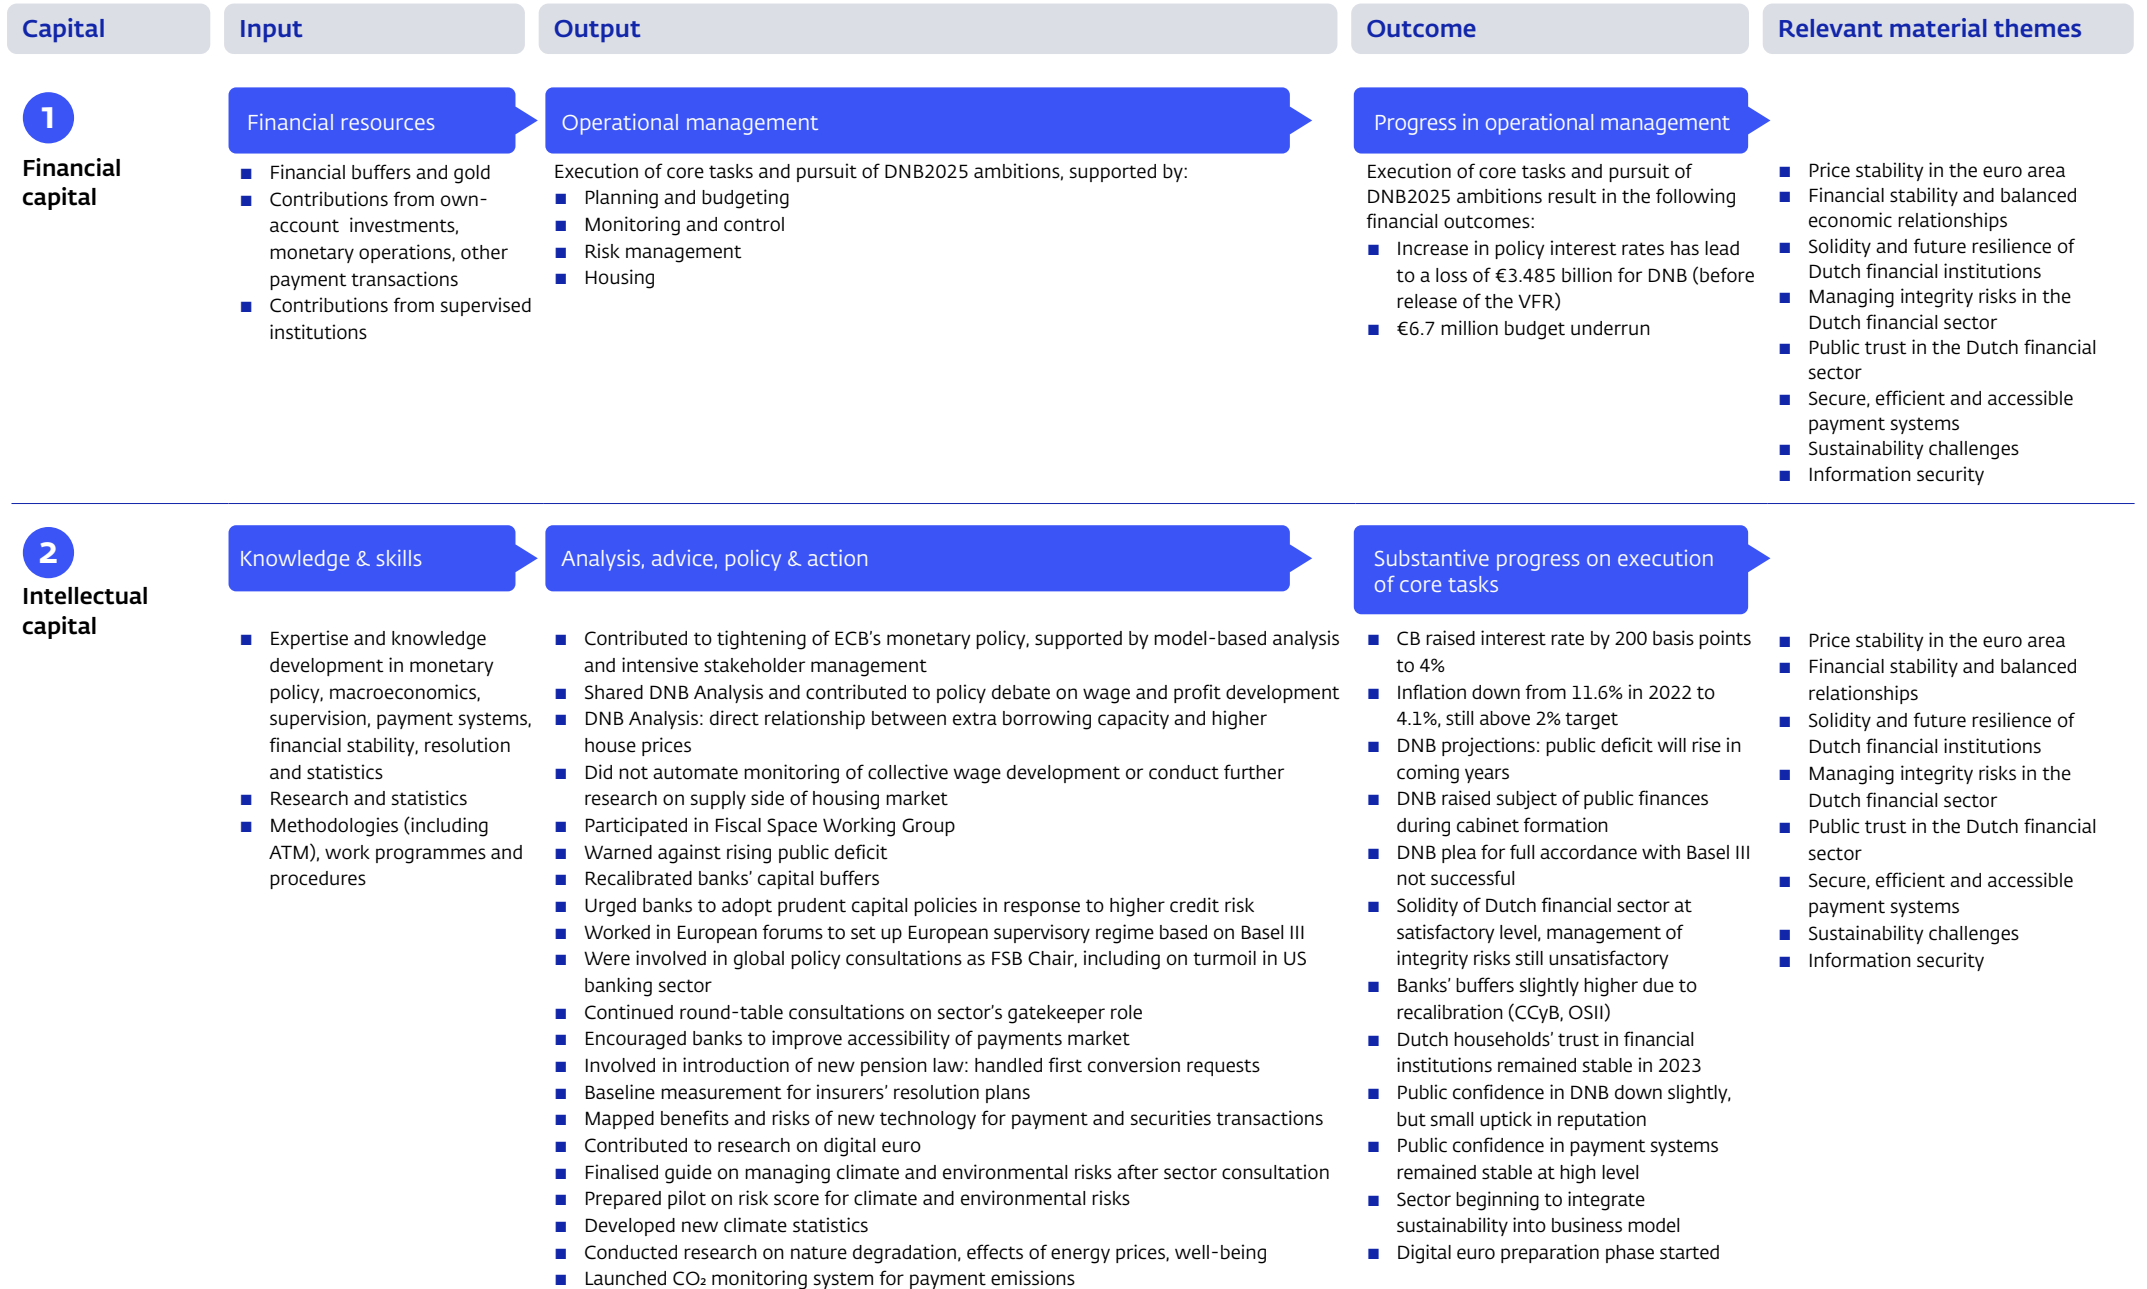 Capital
Input
Output
Outcome
Relevant material themes
1
Financial
capital
Financial resources
■ Financial buffers and gold
■ Contributions from own-
account investments,
monetary operations, other
payment transactions
■ Contributions from supervised
institutions
Operational management
Execution of core tasks and pursuit of DNB2025 ambitions, supported by:
■ Planning and budgeting
■ Monitoring and control
■ Risk management
■ Housing
Progress in operational management
Execution of core tasks and pursuit of
DNB2025 ambitions result in the following
financial outcomes:
■ Increase in policy interest rates has lead
to a loss of €3.485 billion for DNB (before
release of the VFR)
■ €6.7 million budget underrun
■ Price stability in the euro area
■ Financial stability and balanced
economic relationships
■ Solidity and future resilience of
Dutch financial institutions
■ Managing integrity risks in the
Dutch financial sector
■ Public trust in the Dutch financial
sector
■ Secure, efficient and accessible
payment systems
■ Sustainability challenges
■ Information security
2
Intellectual
capital
Knowledge & skills
■ Expertise and knowledge
development in monetary
policy, macroeconomics,
supervision, payment systems,
financial stability, resolution
and statistics
■ Research and statistics
■ Methodologies (including
ATM), work programmes and
procedures
Analysis, advice, policy & action
■ Contributed to tightening of ECB's monetary policy, supported by model-based analysis
and intensive stakeholder management
■ Shared DNB Analysis and contributed to policy debate on wage and profit development
■ DNB Analysis: direct relationship between extra borrowing capacity and higher
house prices
■ Did not automate monitoring of collective wage development or conduct further
research on supply side of housing market
■ Participated in Fiscal Space Working Group
■ Warned against rising public deficit
■ Recalibrated banks' capital buffers
■ Urged banks to adopt prudent capital policies in response to higher credit risk
■ Worked in European forums to set up European supervisory regime based on Basel III
■ Were involved in global policy consultations as FSB Chair, including on turmoil in US
banking sector
■ Continued round-table consultations on sector's gatekeeper role
■ Encouraged banks to improve accessibility of payments market
■ Involved in introduction of new pension law: handled first conversion requests
■ Baseline measurement for insurers' resolution plans
■ Mapped benefits and risks of new technology for payment and securities transactions
■ Contributed to research on digital euro
■ Finalised guide on managing climate and environmental risks after sector consultation
■ Prepared pilot on risk score for climate and environmental risks
■ Developed new climate statistics
■ Conducted research on nature degradation, effects of energy prices, well-being
■ Launched CO₂ monitoring system for payment emissions
Substantive progress on execution
of core tasks
■ CB raised interest rate by 200 basis points
to 4%
■ Inflation down from 11.6% in 2022 to
4.1%, still above 2% target
■ DNB projections: public deficit will rise in
coming years
■ DNB raised subject of public finances
during cabinet formation
■ DNB plea for full accordance with Basel III
not successful
■ Solidity of Dutch financial sector at
satisfactory level, management of
integrity risks still unsatisfactory
■ Banks' buffers slightly higher due to
recalibration (CCyB, OSII)
■ Dutch households' trust in financial
institutions remained stable in 2023
■ Public confidence in DNB down slightly,
but small uptick in reputation
■ Public confidence in payment systems
remained stable at high level
■ Sector beginning to integrate
sustainability into business model
■ Digital euro preparation phase started
■ Price stability in the euro area
■ Financial stability and balanced
relationships
■ Solidity and future resilience of
Dutch financial institutions
■ Managing integrity risks in the
Dutch financial sector
■ Public trust in the Dutch financial
sector
■ Secure, efficient and accessible
payment systems
■ Sustainability challenges
■ Information security